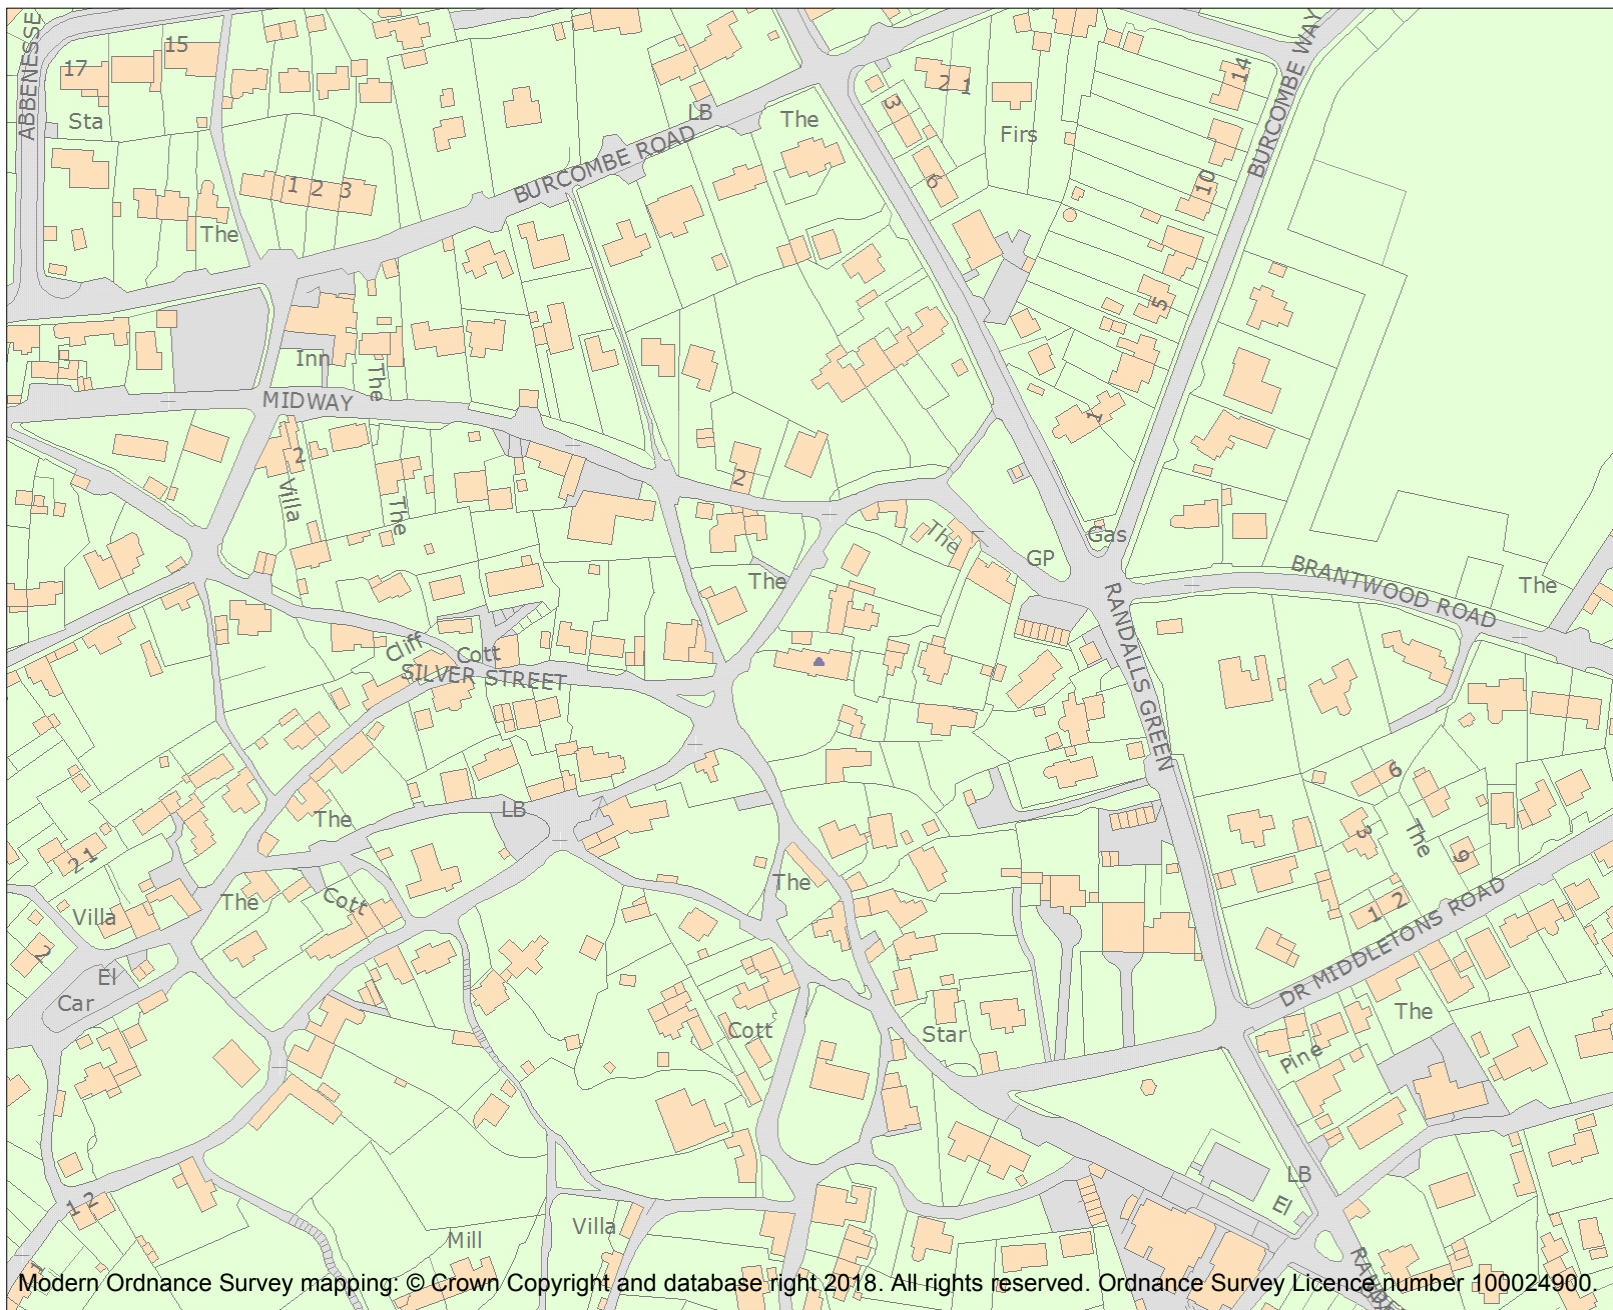 ABBENESSE
17
15
Sta
The
1 2 3
BURCOMBE ROAD
LB
The
2 1
3
6
Firs
14
10
5
1
BURCOMBE WAY
Inn
The
MIDWAY
2
Villa
The
2
The
The
GP
Gas
BRANTWOOD ROAD
The
RANDALLS GREEN
Cliff
Cott
SILVER STREET
LB
The
2 1
Villa
The
Cott
2
El
Car
The
6
3
The
9
1 2
DR MIDDLETONS ROAD
The
Pine
Cott
Star
LB
El
1 2
1
Mill
Villa
Modern Ordnance Survey mapping: © Crown Copyright and database right 2018. All rights reserved. Ordnance Survey Licence number 100024900.